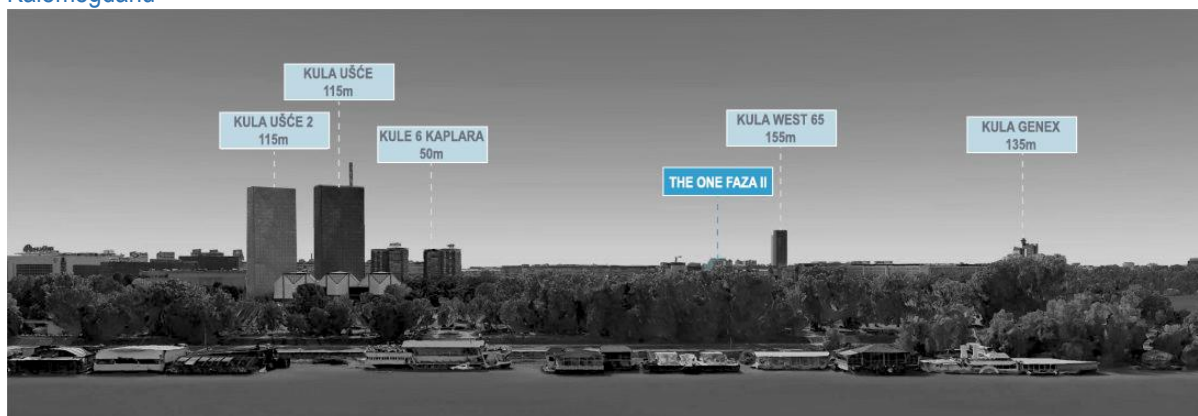 KULA UŠĆE
115m
KULA UŠĆE 2
115m
KULE 6 KAPLARA
50m
THE ONE FAZA II
KULA WEST 65
155m
KULA GENEX
135m